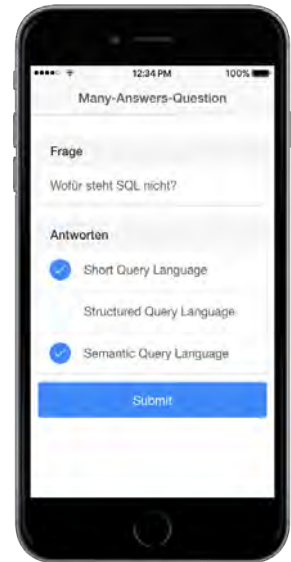 12:34 PM 100%
Many-Answers-Question
Frage
Wofür steht SQL nicht?
Antworten
Short Query Language
Structured Query Language
Semantic Query Language
Submit